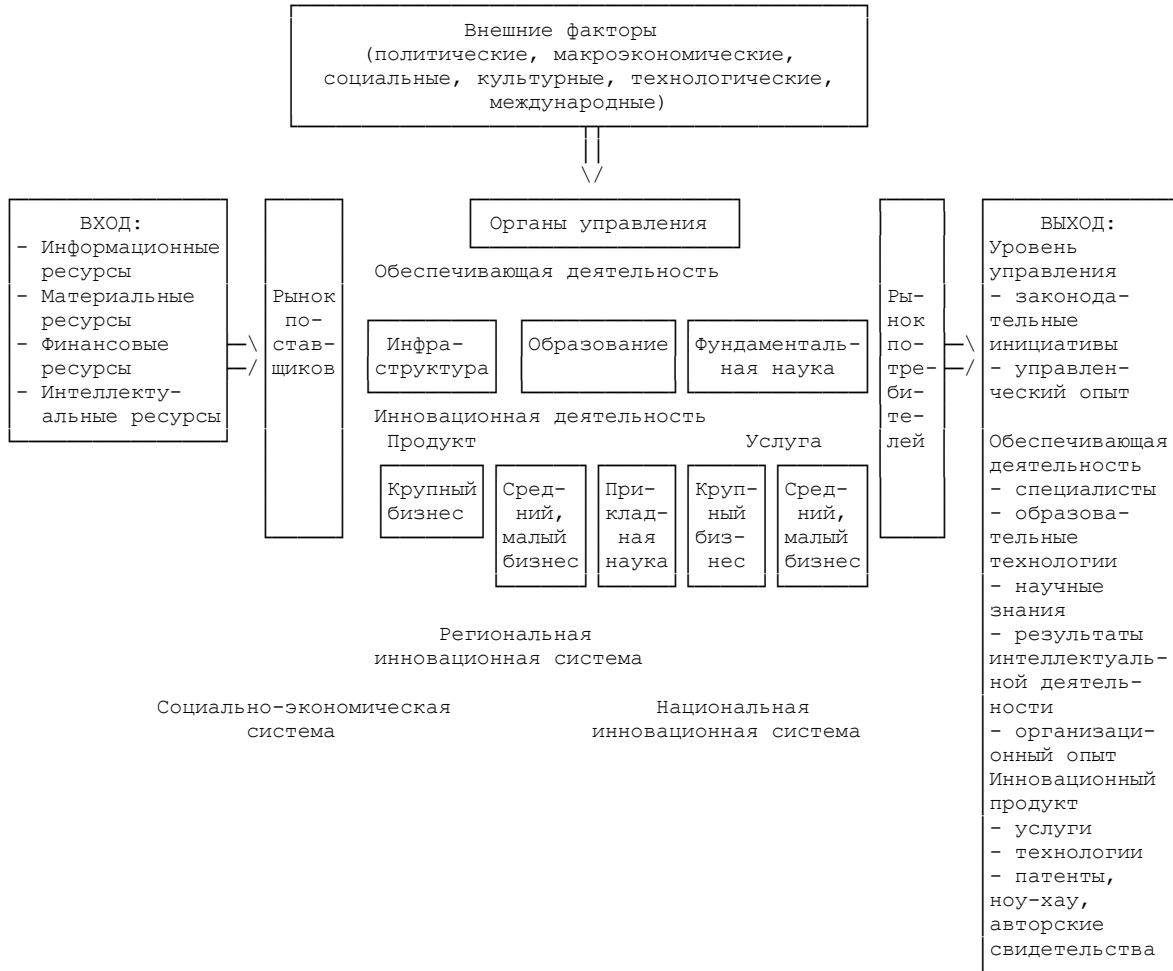 Внешние факторы
(политические, макроэкономические,
социальные, культурные, технологические,
международные)
ВХОД:
- Информационные
ресурсы
- Материальные
ресурсы
- Финансовые
ресурсы
- Интеллекту-
альные ресурсы
Рынок
по-
став-
щиков
Органы управления
Обеспечивающая деятельность
Инфра-
структура
Образование
Фундаменталь-
ная наука
Инновационная деятельность
Продукт
Услуга
Крупный
бизнес
Сред-
ний,
малый
бизнес
При-
клад-
ная
наука
Круп-
ный
биз-
нес
Сред-
ний,
малый
бизнес
Региональная
инновационная система
Социально-экономическая
система
Национальная
инновационная система
Ры-
нок
по-
тре-
би-
те-
лей
ВЫХОД:
Уровень
управления
- законода-
тельные
инициативы
- управлен-
ческий опыт
Обеспечивающая
деятельность
- специалисты
- образова-
тельные
технологии
- научные
знания
- результаты
интеллектуаль-
ной деятель-
ности
- организаци-
онный опыт
Инновационный
продукт
- услуги
- технологии
- патенты,
ноу-хау,
авторские
свидетельства